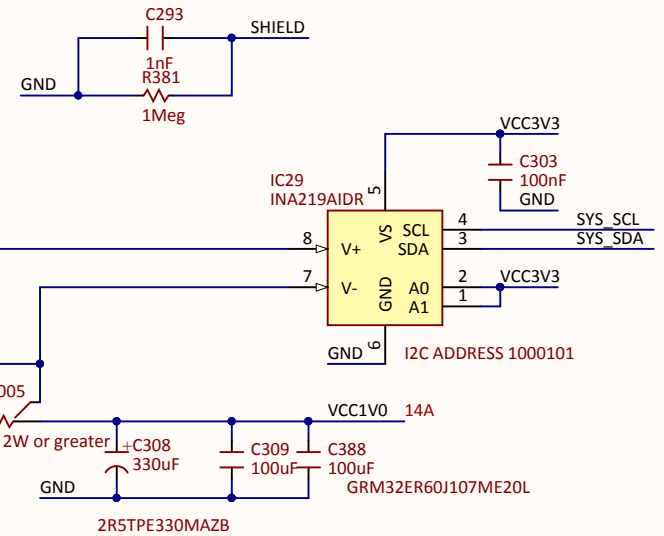 C293
SHIELD
1nF
GND
R381
1Meg
VCC3V3
C303
100nF
GND
IC29
INA219AIDR
5
VS
SCL
4
SYS_SCL
SDA
3
SYS_SDA
8
V+
7
V-
GND
A0
2
VCC3V3
A1
1
6
GND
I2C ADDRESS 1000101
005
VCC1V0 14A
2W or greater
+
C308
330uF
C309
100uF
C388
100uF
GND
GRM32ER60J107ME20L
2R5TPE330MAZB